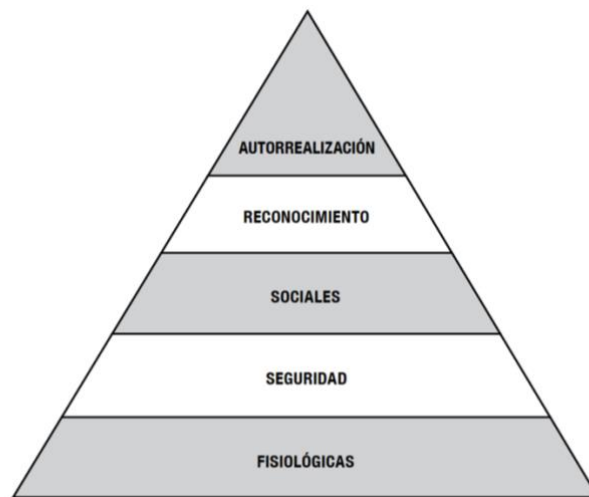 AUTORREALIZACIÓN
RECONOCIMIENTO
SOCIALES
SEGURIDAD
FISIOLÓGICAS